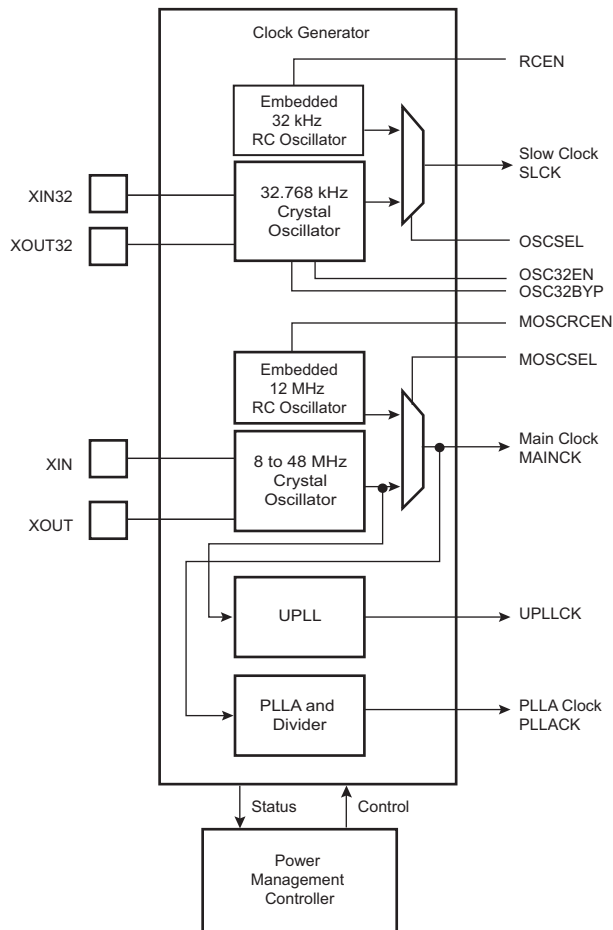 Clock Generator
RCEN
Embedded
32 kHz
RC Oscillator
Slow Clock
SLCK
XIN32
32.768 kHz
Crystal
Oscillator
XOUT32
OSCSEL
OSC32EN
OSC32BYP
MOSCRCEN
MOSCSEL
Embedded
12 MHz
RC Oscillator
Main Clock
MAINCK
XIN
8 to 48 MHz
Crystal
Oscillator
XOUT
UPLL
UPLLCK
PLLA and
Divider
PLLA Clock
PLLACK
Status
Control
Power
Management
Controller